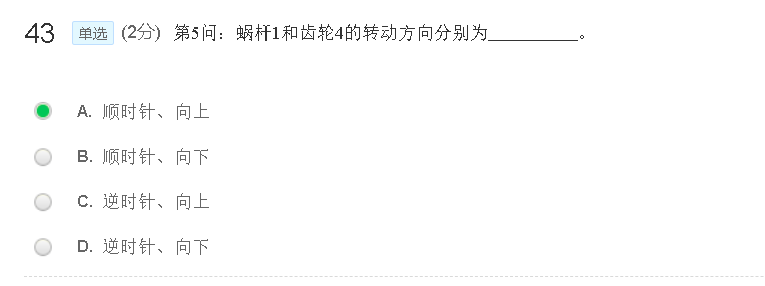 43 单选 (2分) 第5问：蜗杆1和齿轮4的转动方向分别为__________。
A. 顺时针、向上
B. 顺时针、向下
C. 逆时针、向上
D. 逆时针、向下